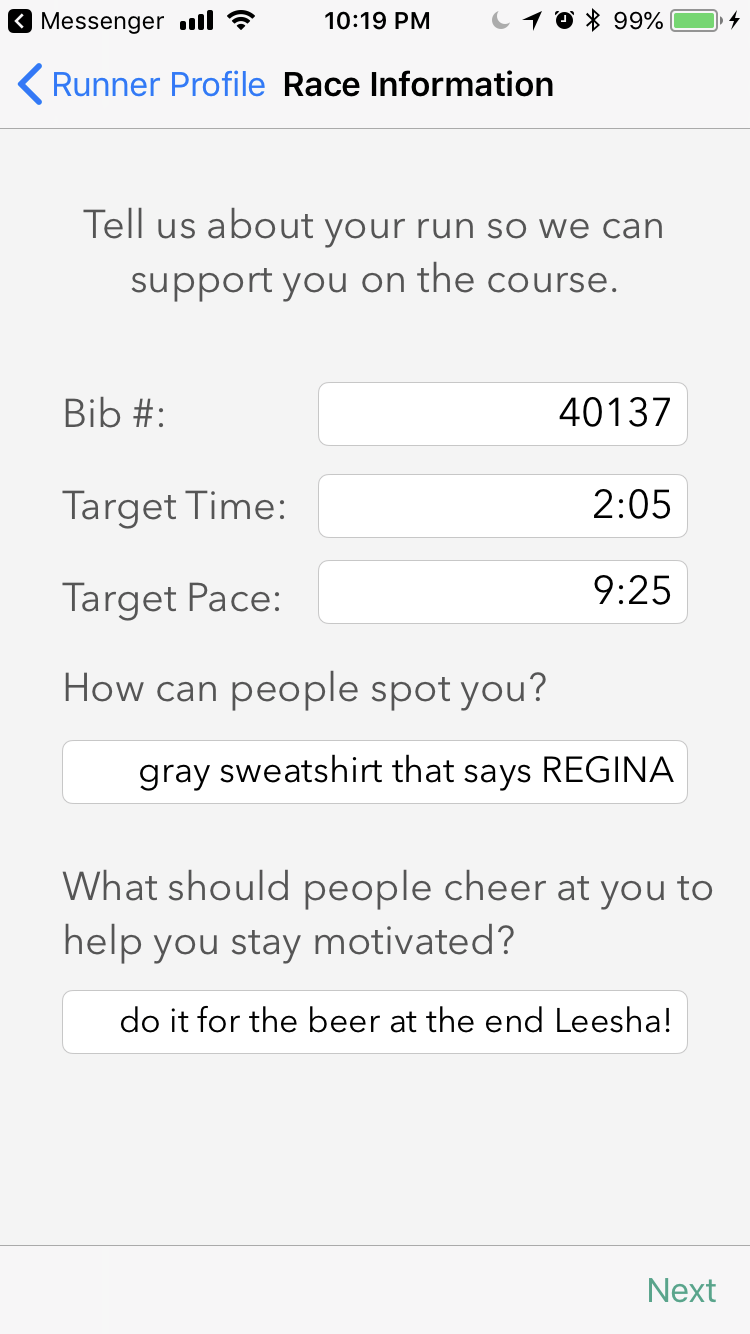 Messenger 10:19 PM 99%
Runner Profile Race Information
Tell us about your run so we can
support you on the course.
Bib #: 40137
Target Time: 2:05
Target Pace: 9:25
How can people spot you?
gray sweatshirt that says REGINA
What should people cheer at you to
help you stay motivated?
do it for the beer at the end Leesha!
Next